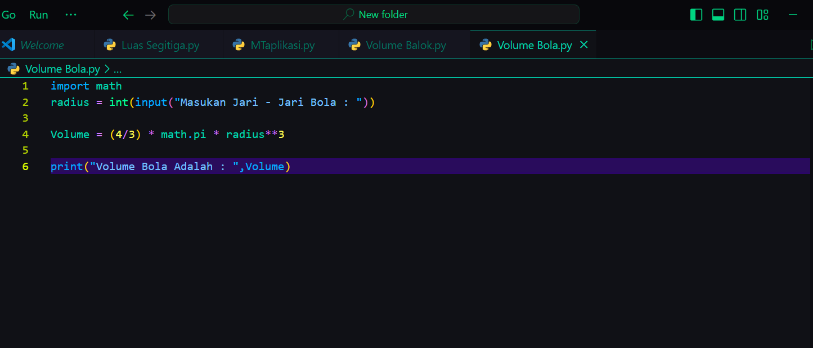 Go Run ··· ← → New folder
Welcome Luas Segitiga.py MTaplikasi.py Volume Balok.py Volume Bola.py ×
Volume Bola.py > ...
1 import math
2 radius = int(input("Masukan Jari - Jari Bola : "))
3
4 Volume = (4/3) * math.pi * radius**3
5
6 print("Volume Bola Adalah : ",Volume)